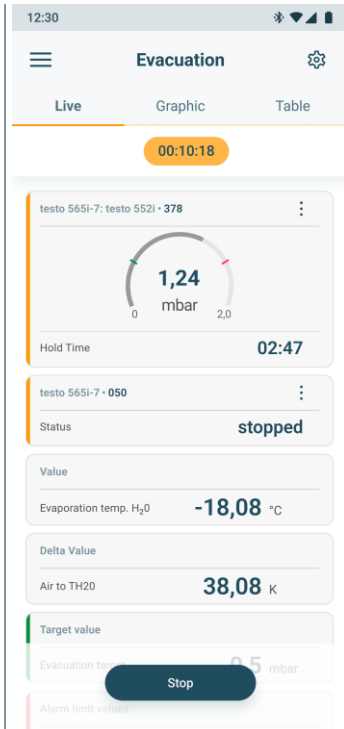 12:30
Evacuation
Live Graphic Table
00:10:18
testo 565i-7: testo 552i • 378
1,24
mbar
0 2,0
Hold Time 02:47
testo 565i-7 • 050
Status stopped
Value
Evaporation temp. H₂0 -18,08 °C
Delta Value
Air to TH20 38,08 K
Target value
Evacuation target 0,5 mbar
Stop
Alarm limit values